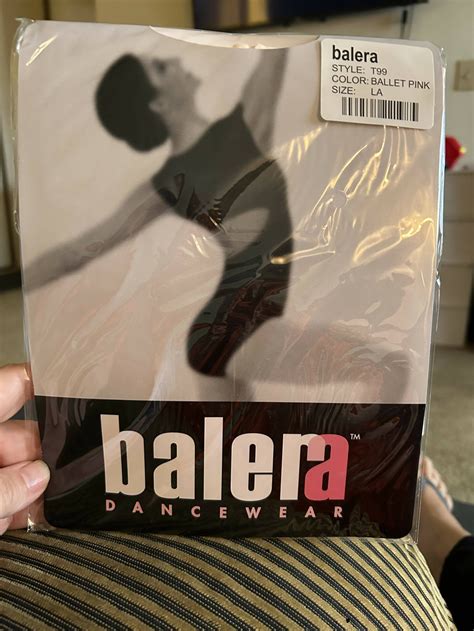 balera
STYLE: T99
COLOR: BALLET PINK
SIZE: LA
balera™
DANCEWEAR